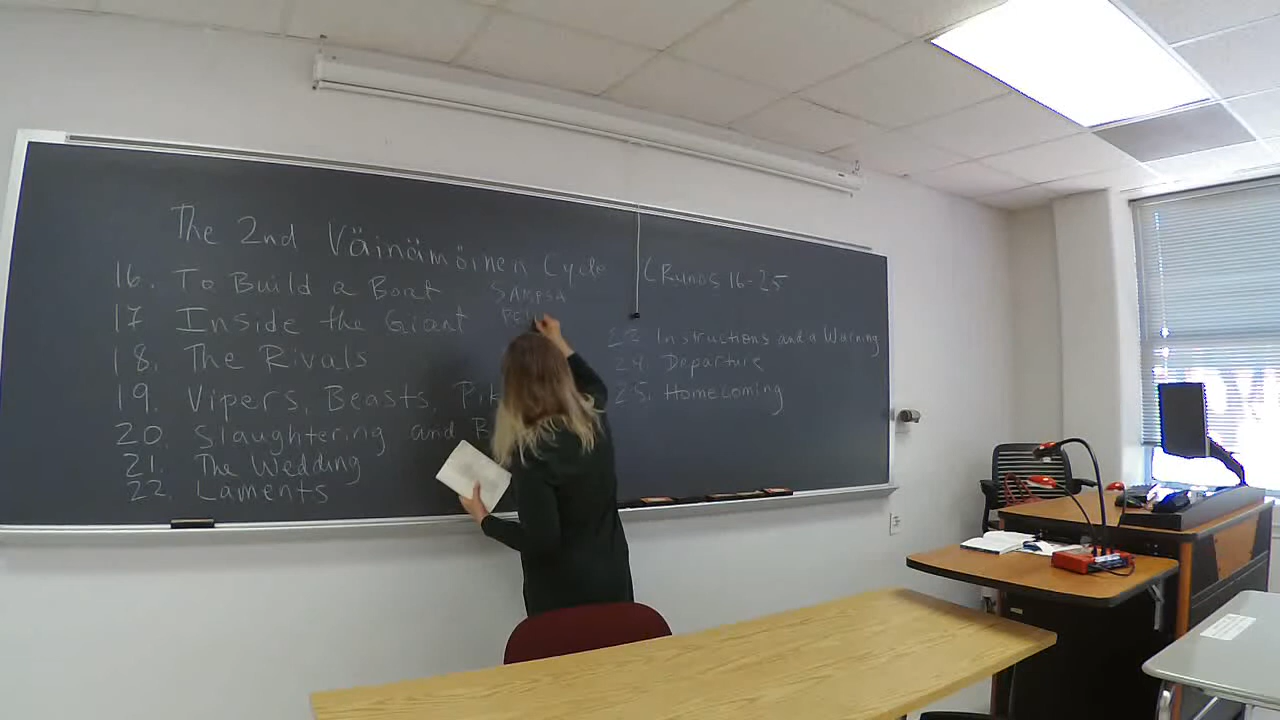 The 2nd Väinämöinen Cycle (Runos 16-25
16. To Build a Boat
SAMPSA
17 Inside the Giant
18. The Rivals
19. Vipers, Beasts, Pik
20. Slaughtering and
21. The Wedding
22. Laments
23 Instructions and a Warning
24 Departure
25. Homecoming